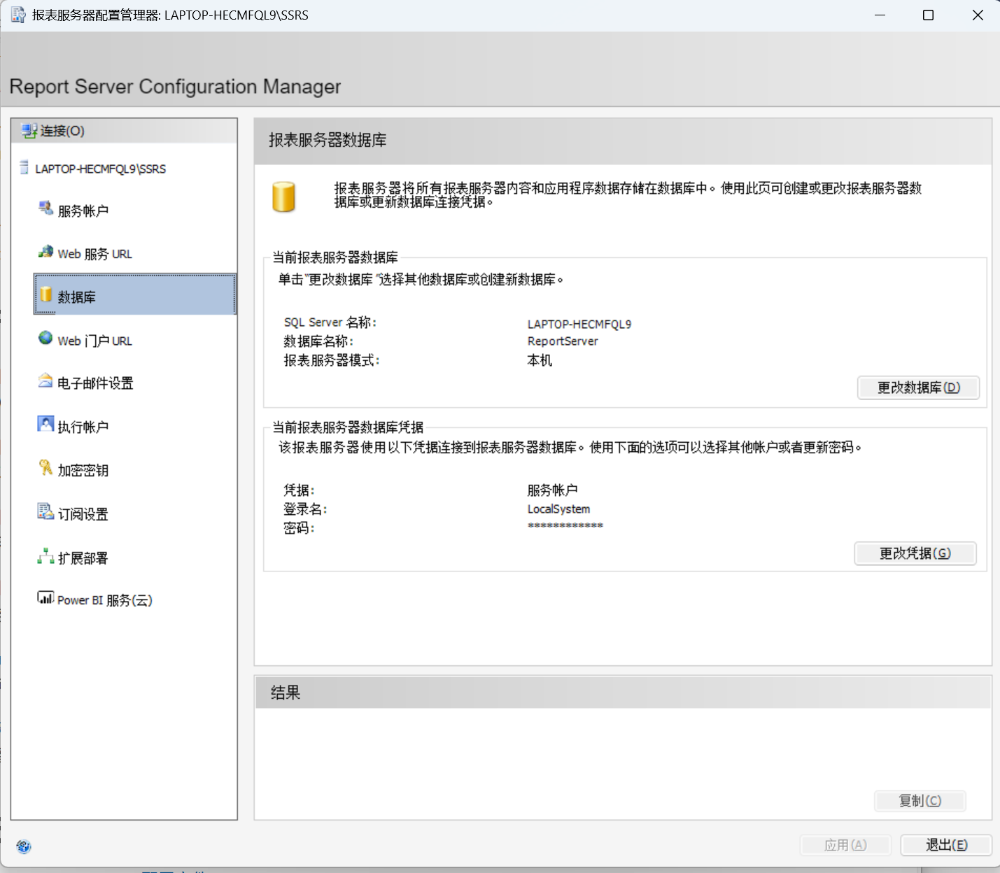 报表服务器配置管理器: LAPTOP-HECMFQL9\SSRS
Report Server Configuration Manager
连接(O)
LAPTOP-HECMFQL9\SSRS
服务帐户
Web 服务 URL
数据库
Web 门户 URL
电子邮件设置
执行帐户
加密密钥
订阅设置
扩展部署
Power BI 服务(云)
报表服务器数据库
报表服务器将所有报表服务器内容和应用程序数据存储在数据库中。使用此页可创建或更改报表服务器数
据库或更新数据库连接凭据。
当前报表服务器数据库
单击“更改数据库 ”选择其他数据库或创建新数据库。
SQL Server 名称: LAPTOP-HECMFQL9
数据库名称: ReportServer
报表服务器模式: 本机
更改数据库(D)
当前报表服务器数据库凭据
该报表服务器使用以下凭据连接到报表服务器数据库。使用下面的选项可以选择其他帐户或者更新密码。
凭据: 服务帐户
登录名: LocalSystem
密码: ************
更改凭据(G)
结果
复制(C)
应用(A)
退出(E)